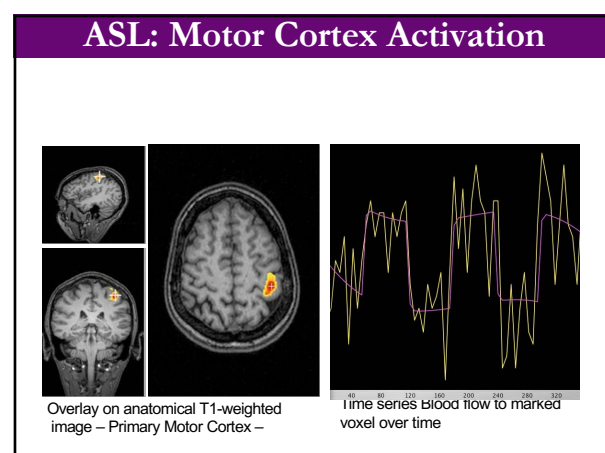 ASL: Motor Cortex Activation
40 80 120 160 200 240 280 320
Overlay on anatomical T1-weighted
image – Primary Motor Cortex –
Time series Blood flow to marked
voxel over time